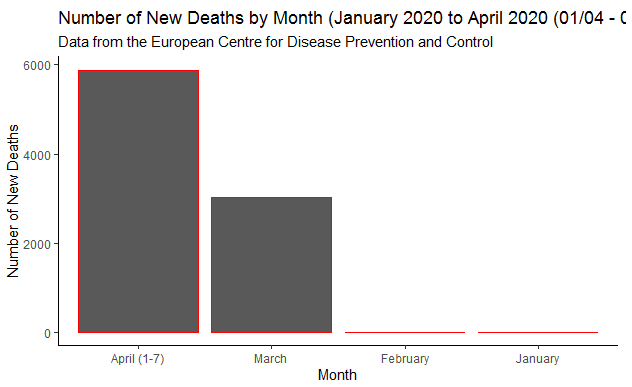 Number of New Deaths by Month (January 2020 to April 2020 (01/04 - 0
Data from the European Centre for Disease Prevention and Control
Number of New Deaths
6000
4000
2000
0
April (1-7)
March
February
January
Month